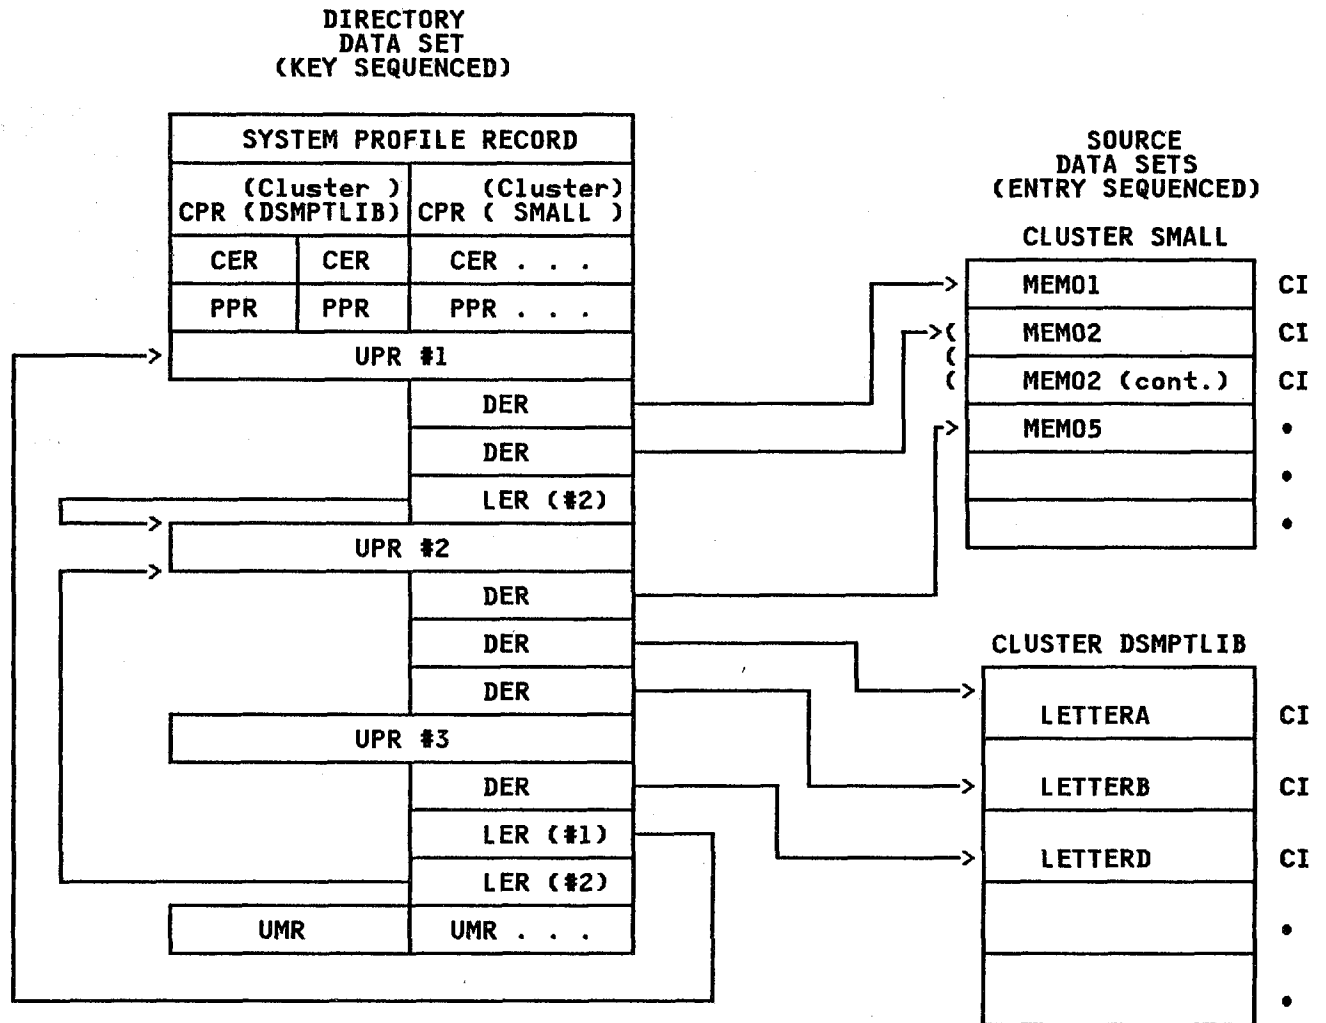 DIRECTORY
DATA SET
(KEY SEQUENCED)
SYSTEM PROFILE RECORD
(Cluster )
CPR (DSMPTLIB)
(Cluster)
CPR ( SMALL )
CER
CER
CER . . .
PPR
PPR
PPR . . .
UPR #1
DER
DER
LER (#2)
UPR #2
DER
DER
DER
UPR #3
DER
LER (#1)
LER (#2)
UMR
UMR . . .
SOURCE
DATA SETS
(ENTRY SEQUENCED)
CLUSTER SMALL
MEMO1 CI
MEMO2 CI
MEMO2 (cont.) CI
MEMO5
CLUSTER DSMPTLIB
LETTERA CI
LETTERB CI
LETTERD CI